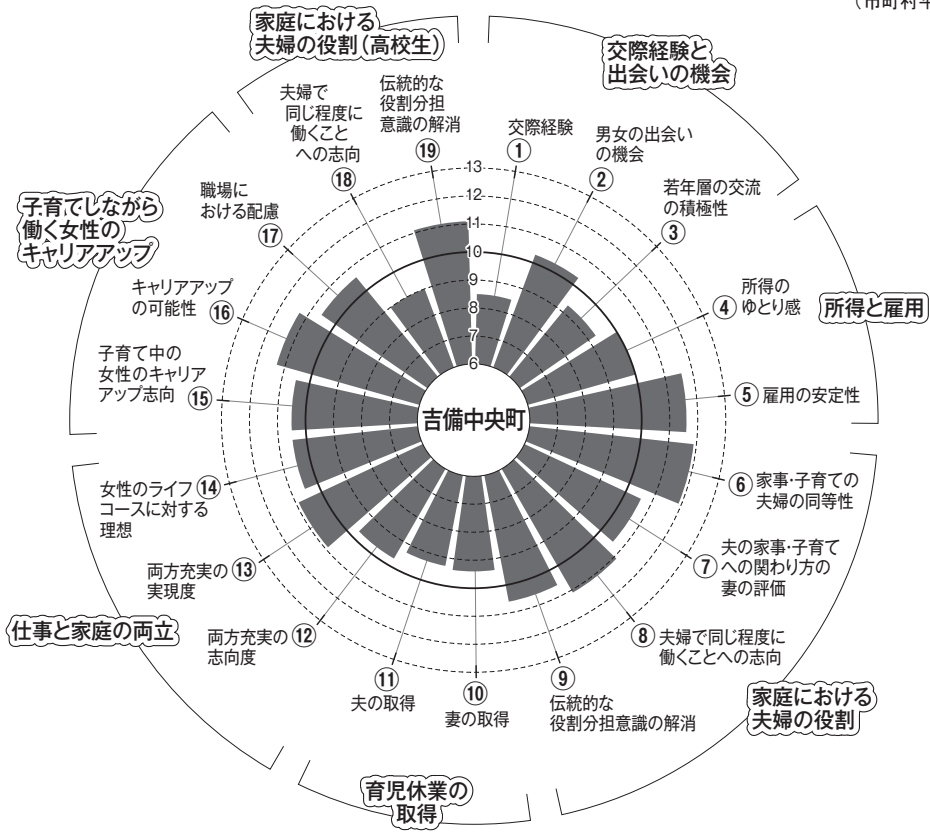 （市町村平
家庭における
夫婦の役割（高校生）
交際経験と
出会いの機会
所得と雇用
家庭における
夫婦の役割
育児休業の
取得
仕事と家庭の両立
子育てしながら
働く女性の
キャリアアップ
交際経験
①
男女の出会い
の機会
②
若年層の交流
の積極性
③
④ 所得の
ゆとり感
⑤ 雇用の安定性
⑥ 家事・子育ての
夫婦の同等性
⑦ 夫の家事・子育て
への関わり方の
妻の評価
⑧ 夫婦で同じ程度に
働くことへの志向
⑨
伝統的な
役割分担意識の解消
⑩
妻の取得
⑪
夫の取得
両方充実の ⑫
志向度
両方充実の ⑬
実現度
女性のライフ ⑭
コースに対する
理想
子育て中の
女性のキャリア
アップ志向 ⑮
キャリアアップ
の可能性 ⑯
職場に
おける配慮
⑰
夫婦で
同じ程度に
働くこと
への志向
⑱
伝統的な
役割分担
意識の解消
⑲
13
12
11
10
9
8
7
6
吉備中央町